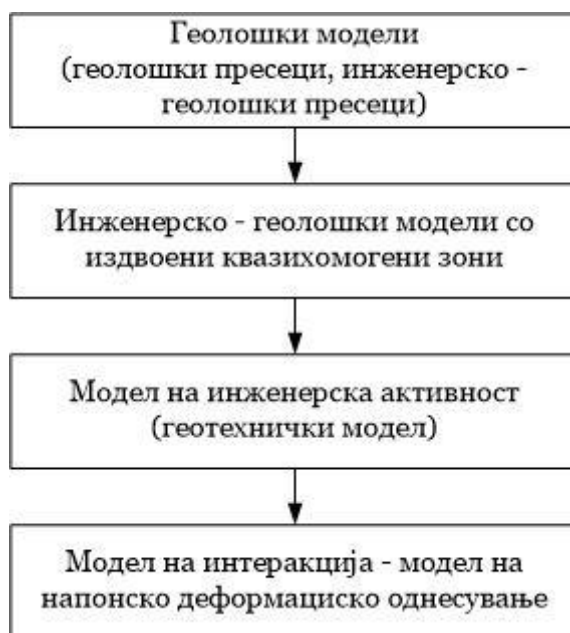 Геолошки модели
(геолошки пресеци, инженерско -
геолошки пресеци)
Инженерско - геолошки модели со
издвоени квазихомогени зони
Модел на инженерска активност
(геотехнички модел)
Модел на интеракција - модел на
напонско деформациско однесување